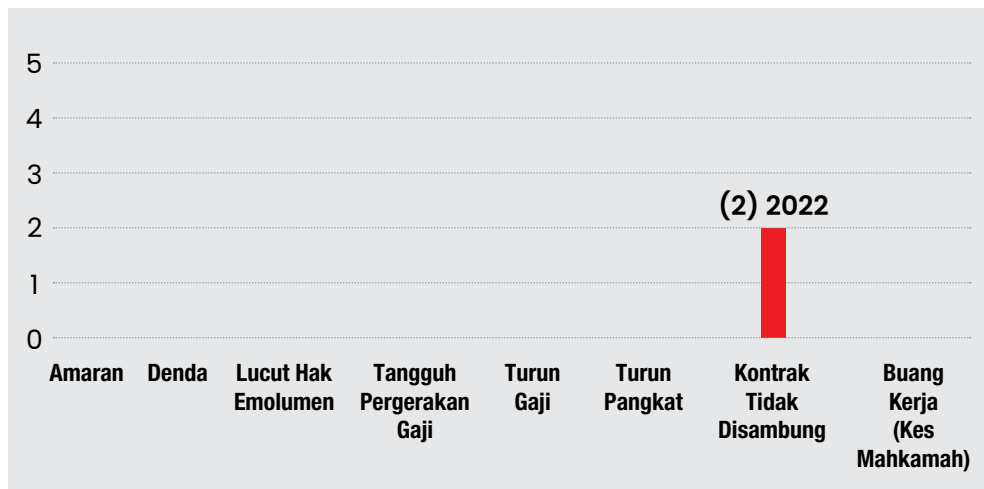 5
4
3
(2) 2022
2
1
0
Amaran
Denda
Lucut Hak
Emolumen
Tangguh
Pergerakan
Gaji
Turun
Gaji
Turun
Pangkat
Kontrak
Tidak
Disambung
Buang
Kerja
(Kes
Mahkamah)